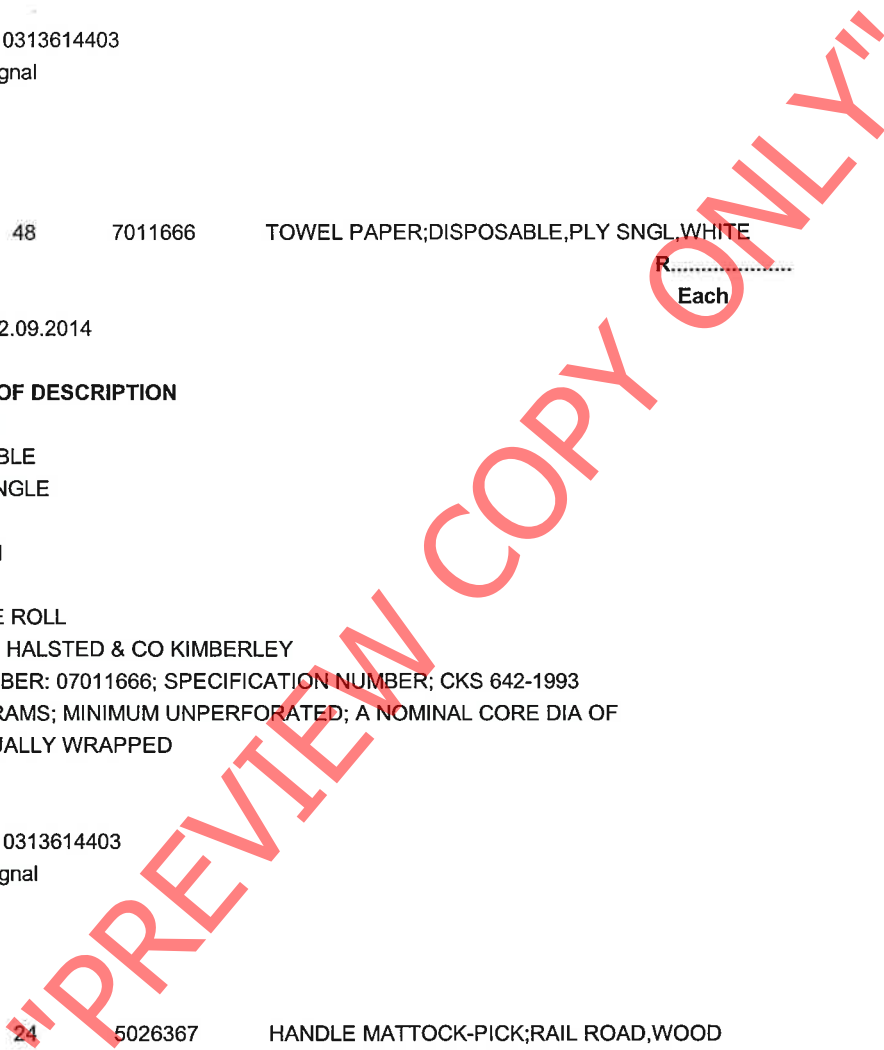 0313614403
gnal
48 7011666 TOWEL PAPER;DISPOSABLE,PLY SNGL,WHITE
R......................
Each
2.09.2014
OF DESCRIPTION
BLE
NGLE
E ROLL
HALSTED & CO KIMBERLEY
BER: 07011666; SPECIFICATION NUMBER; CKS 642-1993
RAMS; MINIMUM UNPERFORATED; A NOMINAL CORE DIA OF
UALLY WRAPPED
0313614403
gnal
24 5026367 HANDLE MATTOCK-PICK;RAIL ROAD,WOOD
"PREVIEW COPY ONLY"